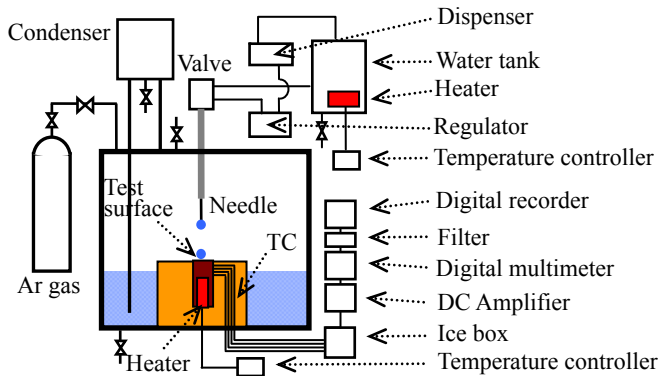 Dispenser
Condenser
Valve
Water tank
Heater
Regulator
Temperature controller
Test
surface
Needle
Digital recorder
TC
Filter
Digital multimeter
Ar gas
DC Amplifier
Ice box
Heater
Temperature controller